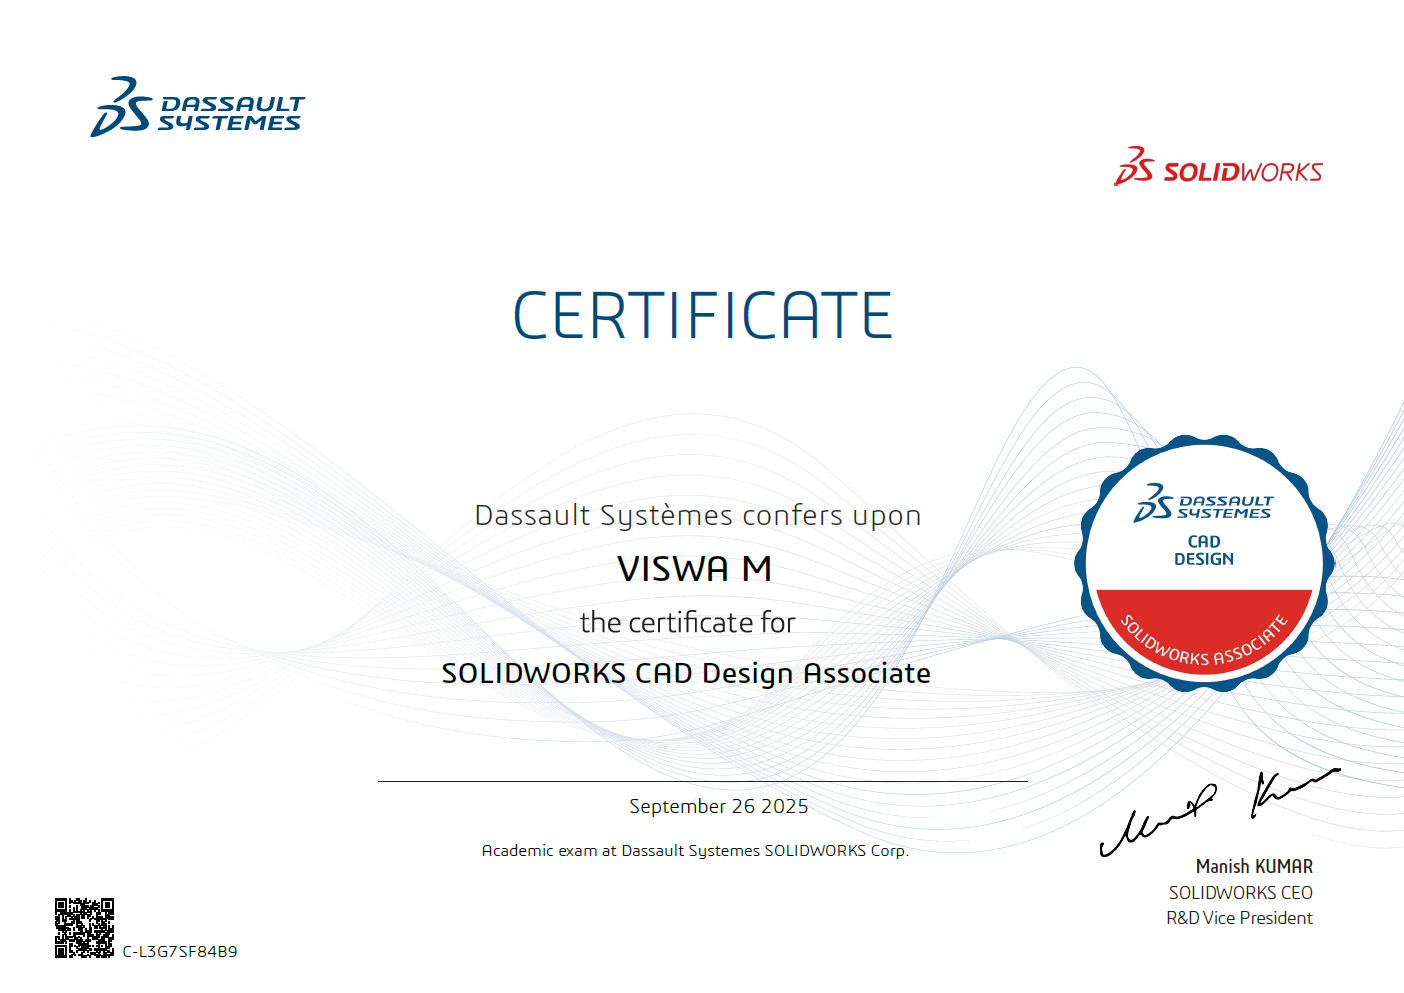 DASSAULT
SYSTEMES
SOLIDWORKS
CERTIFICATE
Dassault Systèmes confers upon
VISWA M
the certificate for
SOLIDWORKS CAD Design Associate
DASSAULT
SYSTEMES
CAD
DESIGN
SOLIDWORKS ASSOCIATE
September 26 2025
Academic exam at Dassault Systemes SOLIDWORKS Corp.
Manish KUMAR
SOLIDWORKS CEO
R&D Vice President
C-L3G7SF84B9